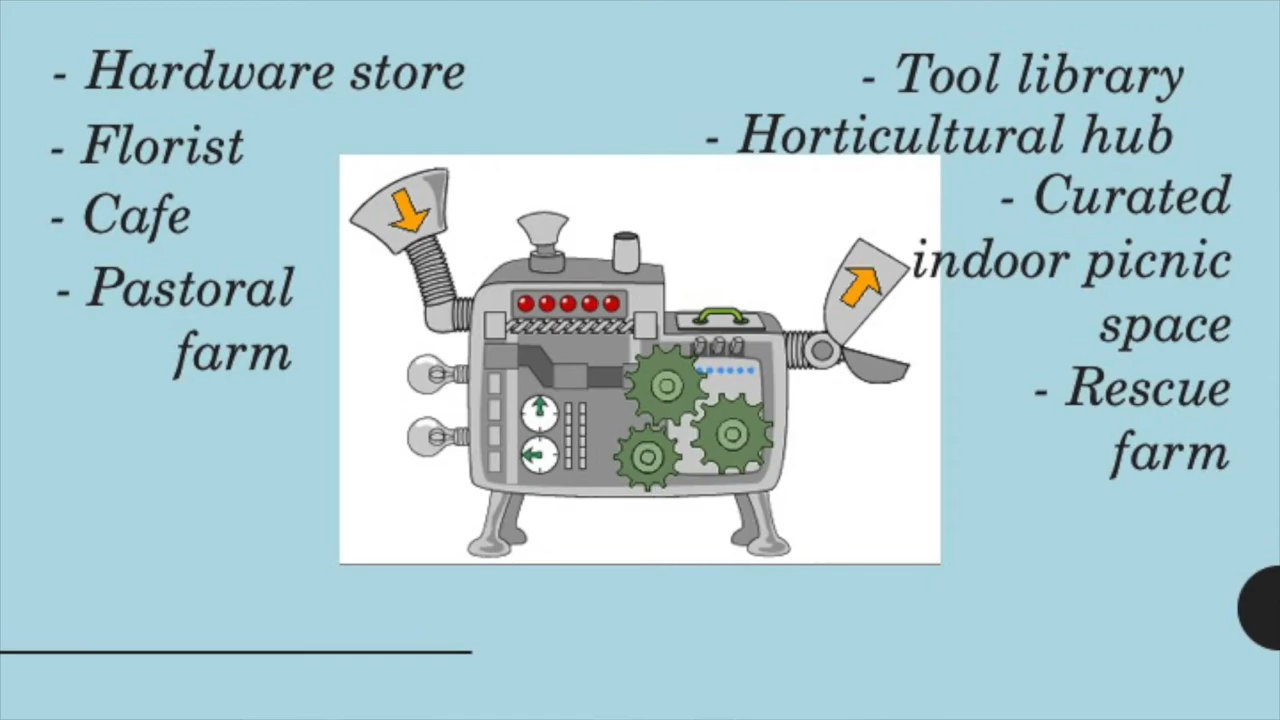 - Hardware store
- Florist
- Cafe
- Pastoral
farm
- Tool library
- Horticultural hub
- Curated
indoor picnic
space
- Rescue
farm